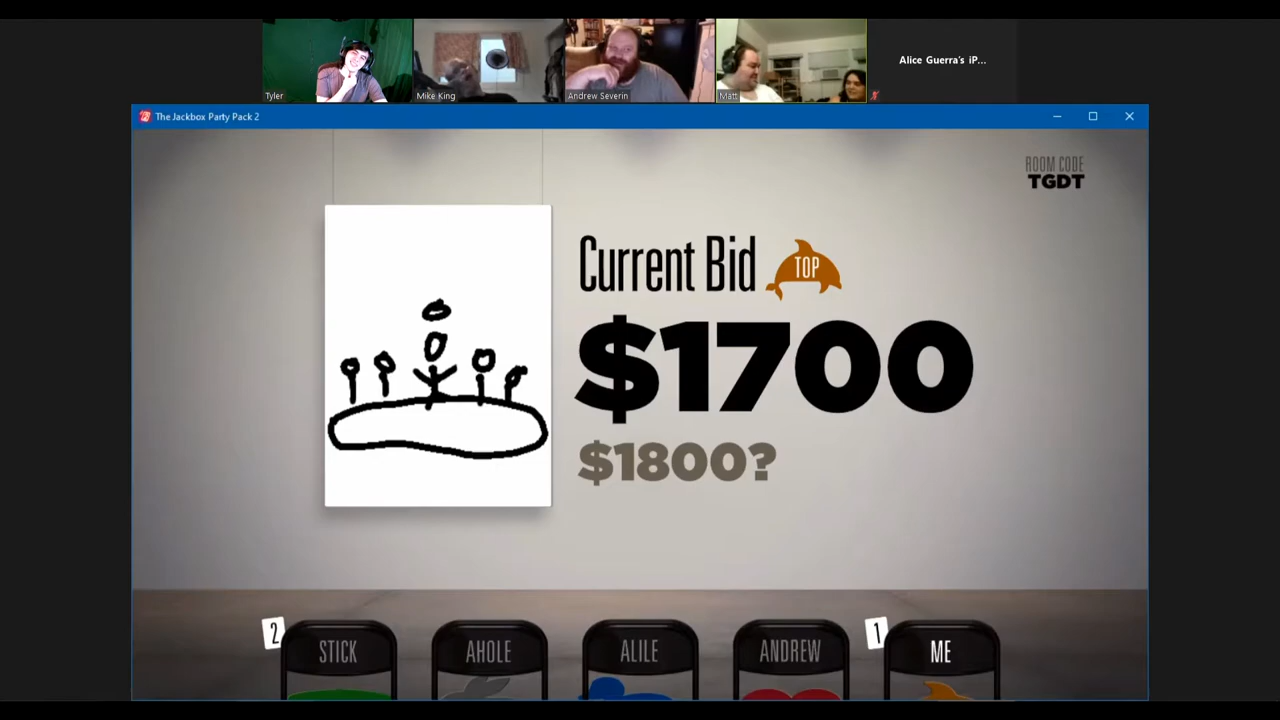 Tyler
Mike King
Andrew Severin
Matt
Alice Guerra's iP...
The Jackbox Party Pack 2
ROOM CODE
TGDT
Current Bid
TOP
$1700
$1800?
2
STICK
AHOLE
ALILE
ANDREW
1
ME